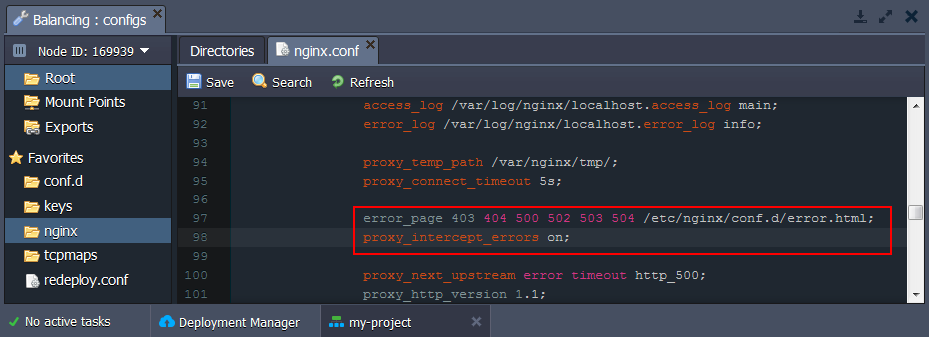 Balancing : configs
Node ID: 169939
Root
Mount Points
Exports
Favorites
conf.d
keys
nginx
tcpmaps
redeploy.conf
Directories
nginx.conf
Save
Search
Refresh
91 access_log /var/log/nginx/localhost.access_log main;
92 error_log /var/log/nginx/localhost.error_log info;
93
94 proxy_temp_path /var/nginx/tmp/;
95 proxy_connect_timeout 5s;
96
97 error_page 403 404 500 502 503 504 /etc/nginx/conf.d/error.html;
98 proxy_intercept_errors on;
99
100 proxy_next_upstream error timeout http_500;
101 proxy_http_version 1.1;
No active tasks
Deployment Manager
my-project